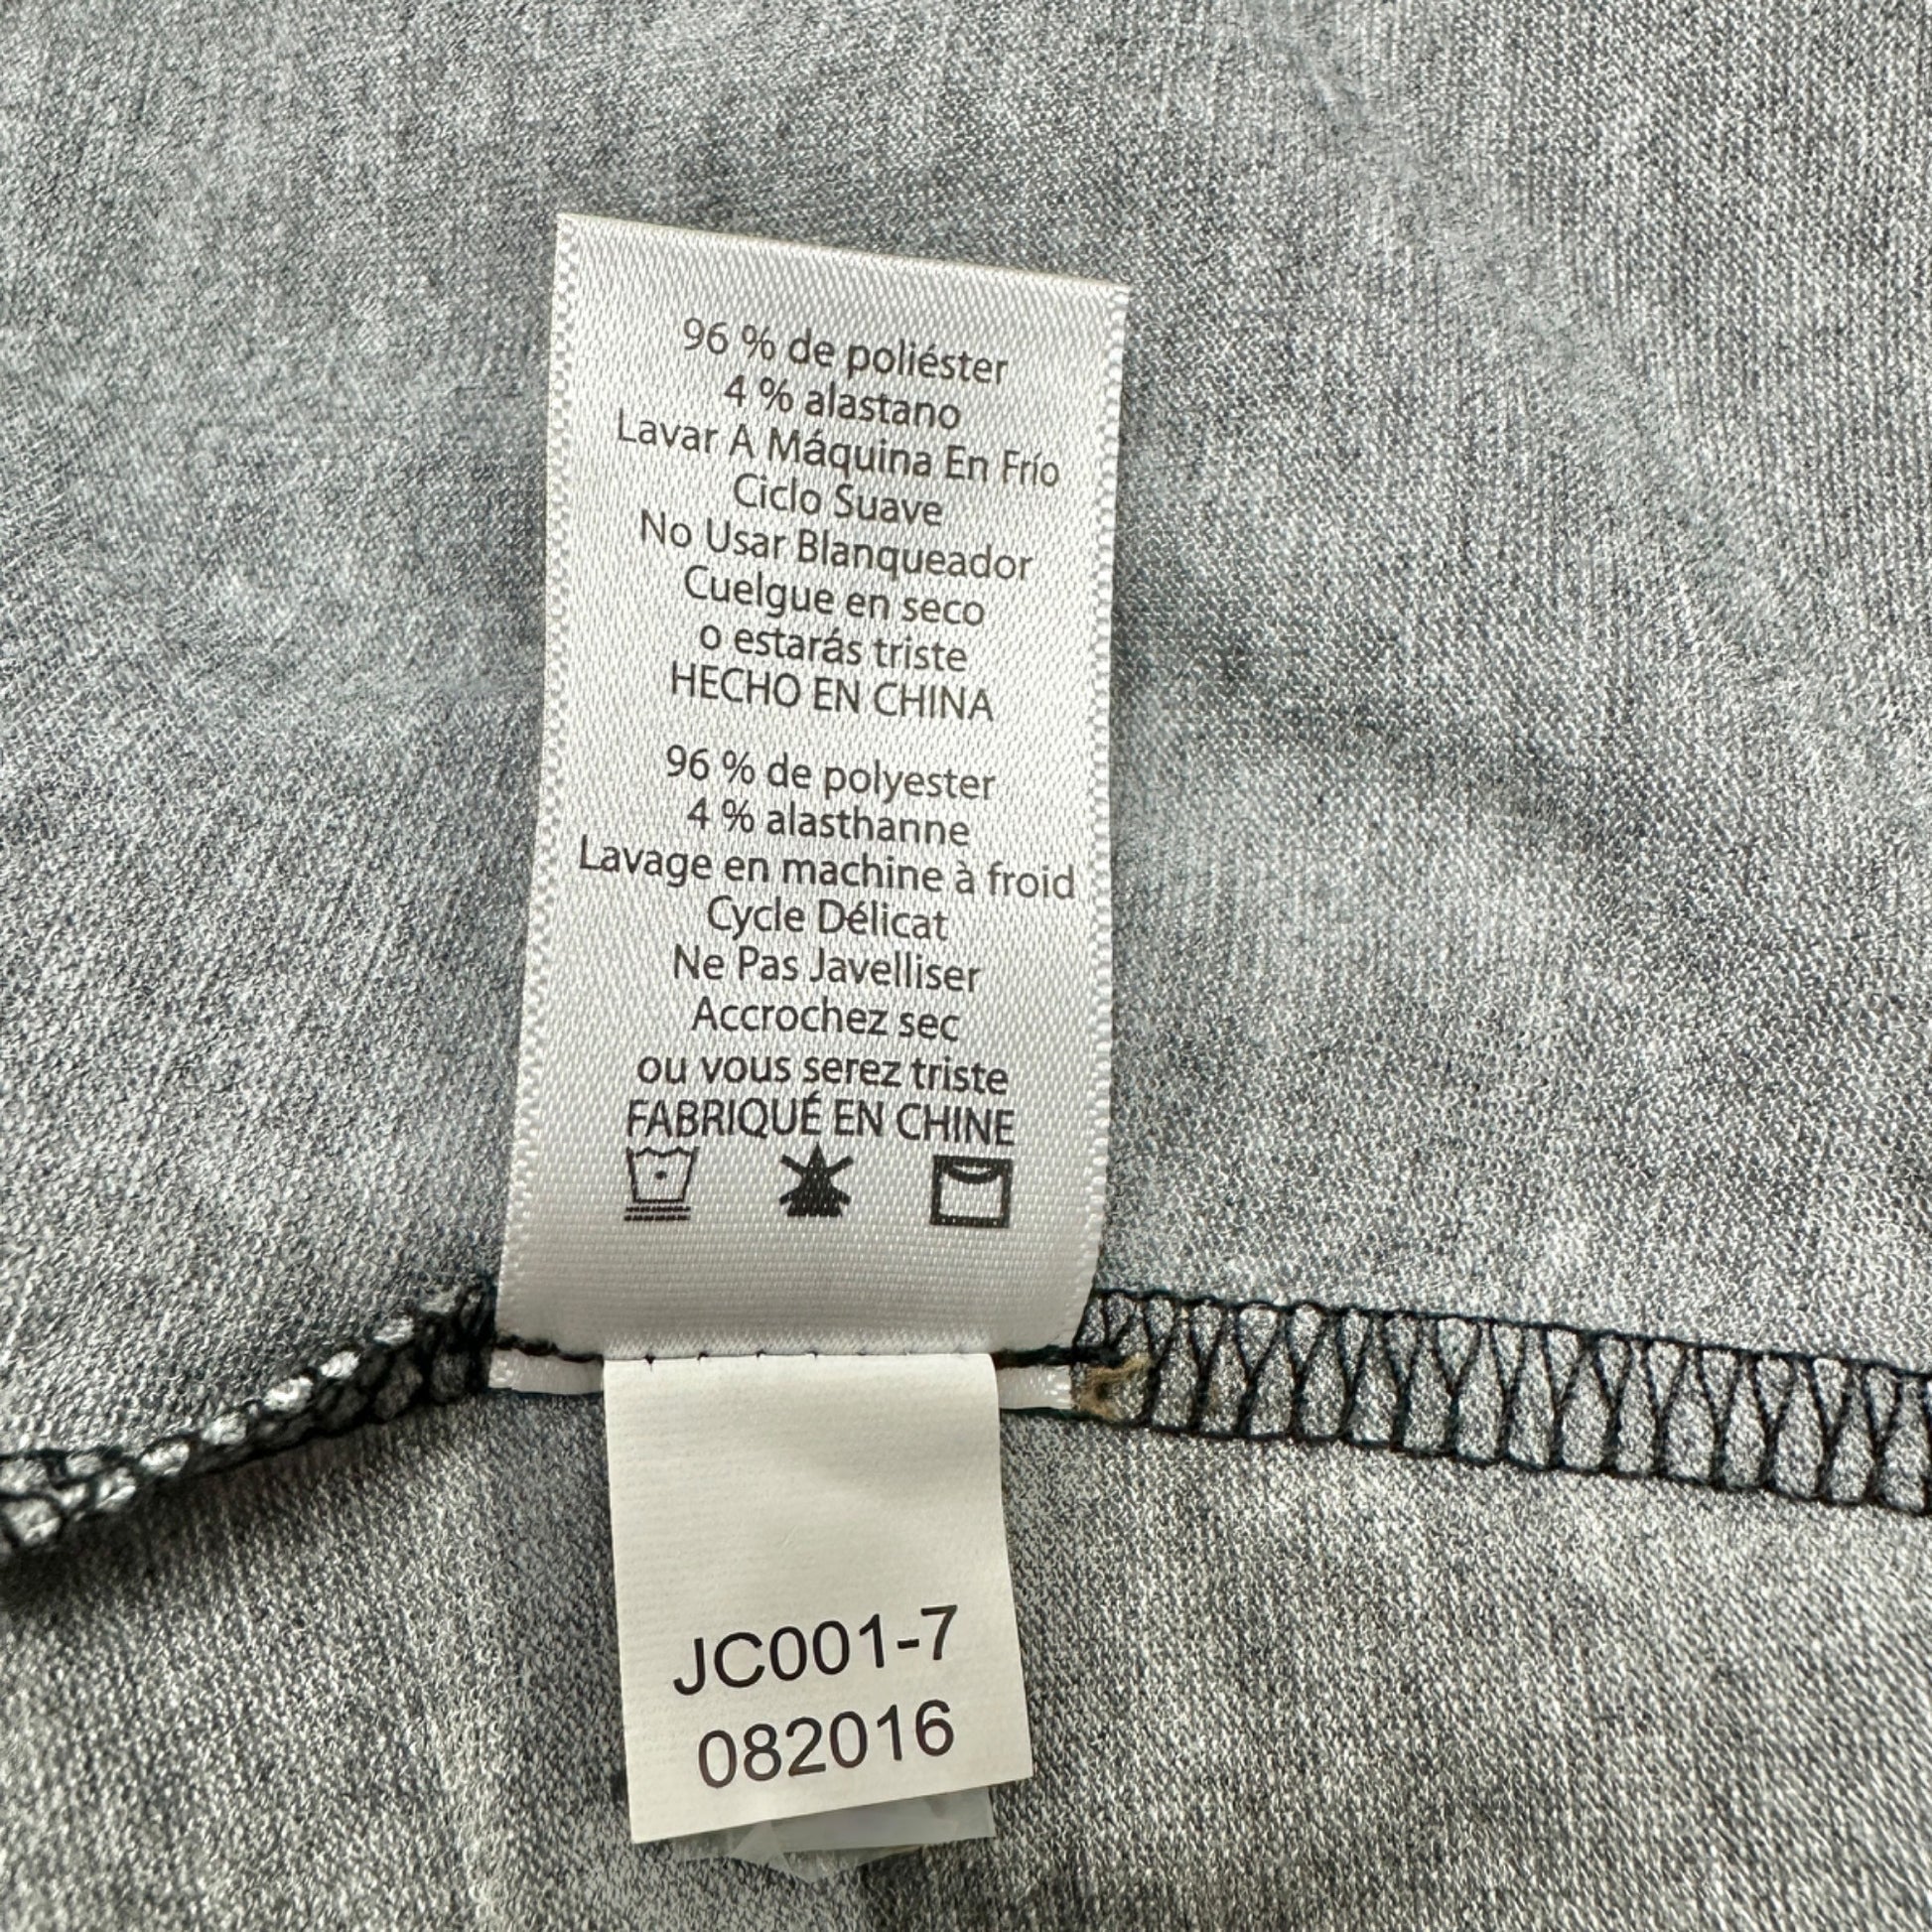 96 % de poliéster
4 % alastano
Lavar A Máquina En Frío
Ciclo Suave
No Usar Blanqueador
Cuelgue en seco
o estarás triste
HECHO EN CHINA
96 % de polyester
4 % alasthanne
Lavage en machine à froid
Cycle Délicat
Ne Pas Javelliser
Accrochez sec
ou vous serez triste
FABRIQUÉ EN CHINE
JC001-7
082016